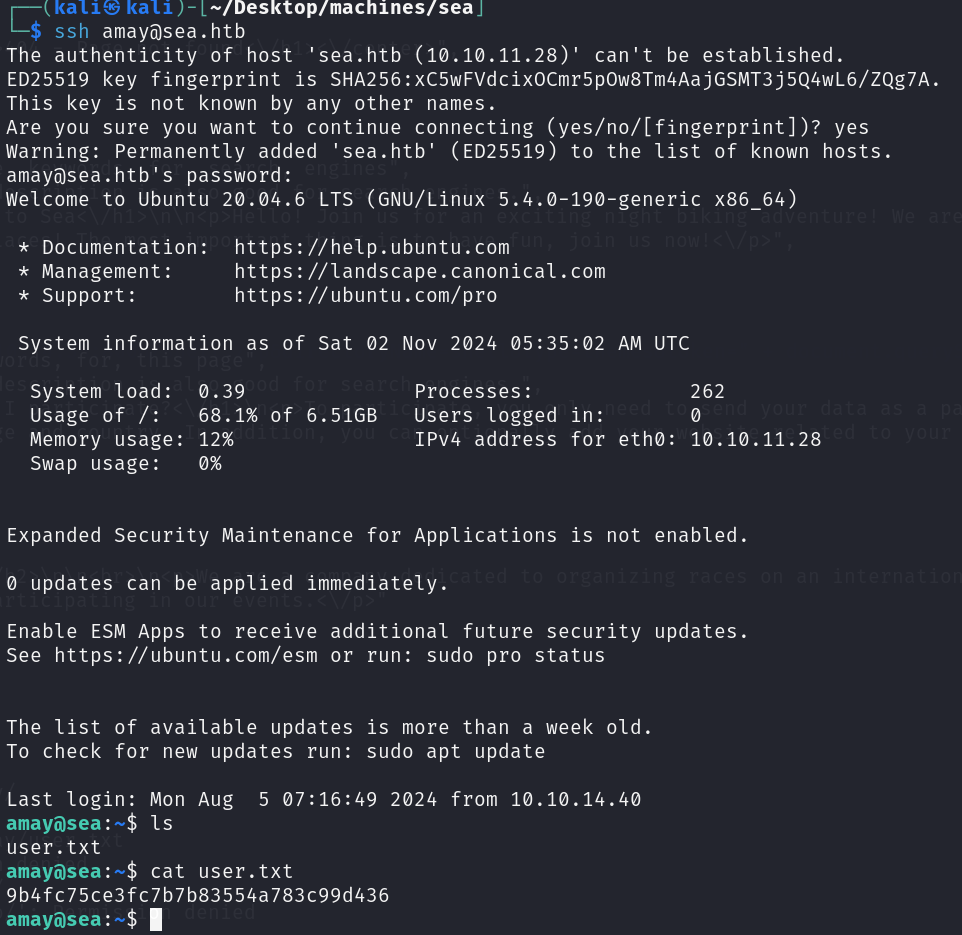 ┌──(kali㉿kali)-[~/Desktop/machines/sea]
└─$ ssh amay@sea.htb
The authenticity of host 'sea.htb (10.10.11.28)' can't be established.
ED25519 key fingerprint is SHA256:xC5wFVdcixOCmr5pOw8Tm4AajGSMT3j5Q4wL6/ZQg7A.
This key is not known by any other names.
Are you sure you want to continue connecting (yes/no/[fingerprint])? yes
Warning: Permanently added 'sea.htb' (ED25519) to the list of known hosts.
amay@sea.htb's password:
Welcome to Ubuntu 20.04.6 LTS (GNU/Linux 5.4.0-190-generic x86_64)
* Documentation: https://help.ubuntu.com
* Management: https://landscape.canonical.com
* Support: https://ubuntu.com/pro
System information as of Sat 02 Nov 2024 05:35:02 AM UTC
System load: 0.39 Processes: 262
Usage of /: 68.1% of 6.51GB Users logged in: 0
Memory usage: 12% IPv4 address for eth0: 10.10.11.28
Swap usage: 0%
Expanded Security Maintenance for Applications is not enabled.
0 updates can be applied immediately.
Enable ESM Apps to receive additional future security updates.
See https://ubuntu.com/esm or run: sudo pro status
The list of available updates is more than a week old.
To check for new updates run: sudo apt update
Last login: Mon Aug  5 07:16:49 2024 from 10.10.14.40
amay@sea:~$ ls
user.txt
amay@sea:~$ cat user.txt
9b4fc75ce3fc7b7b83554a783c99d436
amay@sea:~$